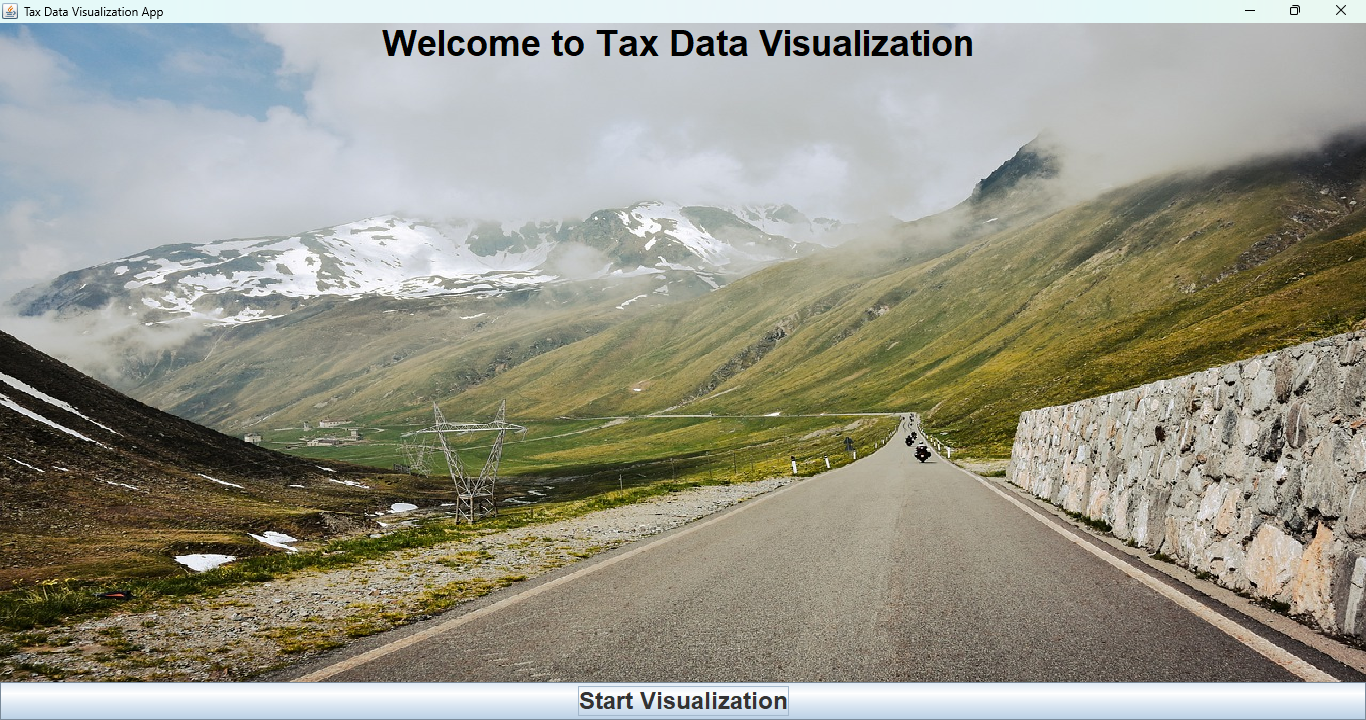 Tax Data Visualization App
Welcome to Tax Data Visualization
Start Visualization